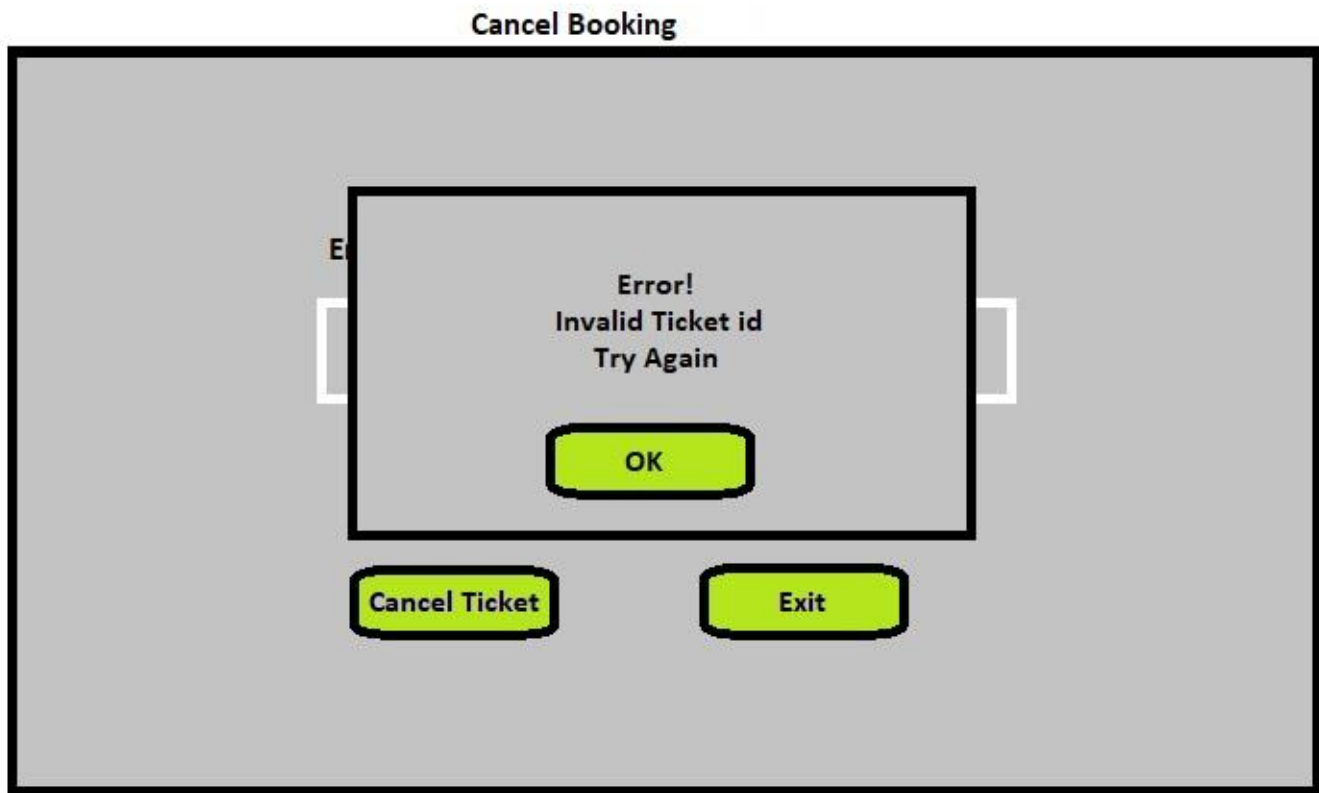 Cancel Booking
Error!
Invalid Ticket id
Try Again
OK
Cancel Ticket
Exit